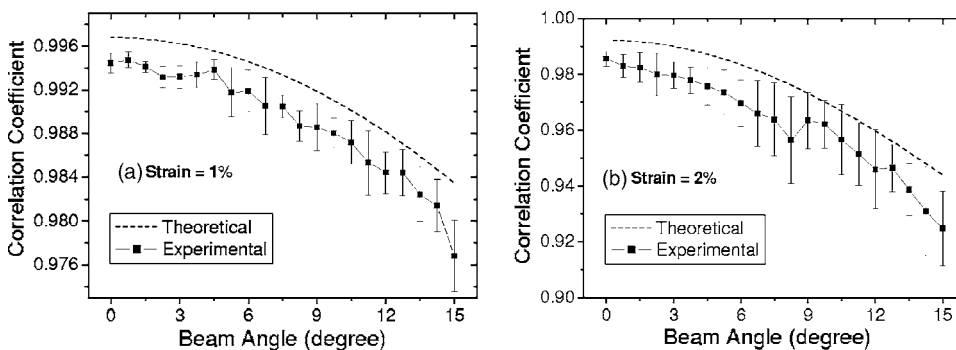 Correlation Coefficient
0.996
0.992
0.988
0.984
0.980
0.976
(a) Strain = 1%
Theoretical
Experimental
0 3 6 9 12 15
Beam Angle (degree)
Correlation Coefficient
1.00
0.98
0.96
0.94
0.92
0.90
(b) Strain = 2%
Theoretical
Experimental
0 3 6 9 12 15
Beam Angle (degree)